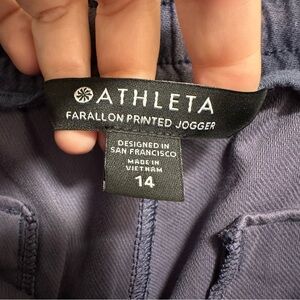 ATHLETA
FARALLON PRINTED JOGGER
DESIGNED IN
SAN FRANCISCO
MADE IN
VIETNAM
14